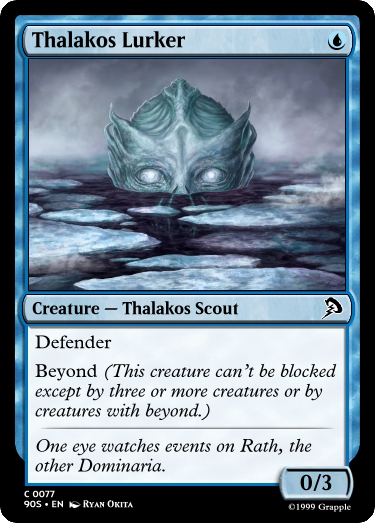 Thalakos Lurker
Creature — Thalakos Scout
Defender
Beyond (This creature can't be blocked
except by three or more creatures or by
creatures with beyond.)
One eye watches events on Rath, the
other Dominaria.
0/3
C 0077
90S • EN Ryan Okita
©1999 Grapple